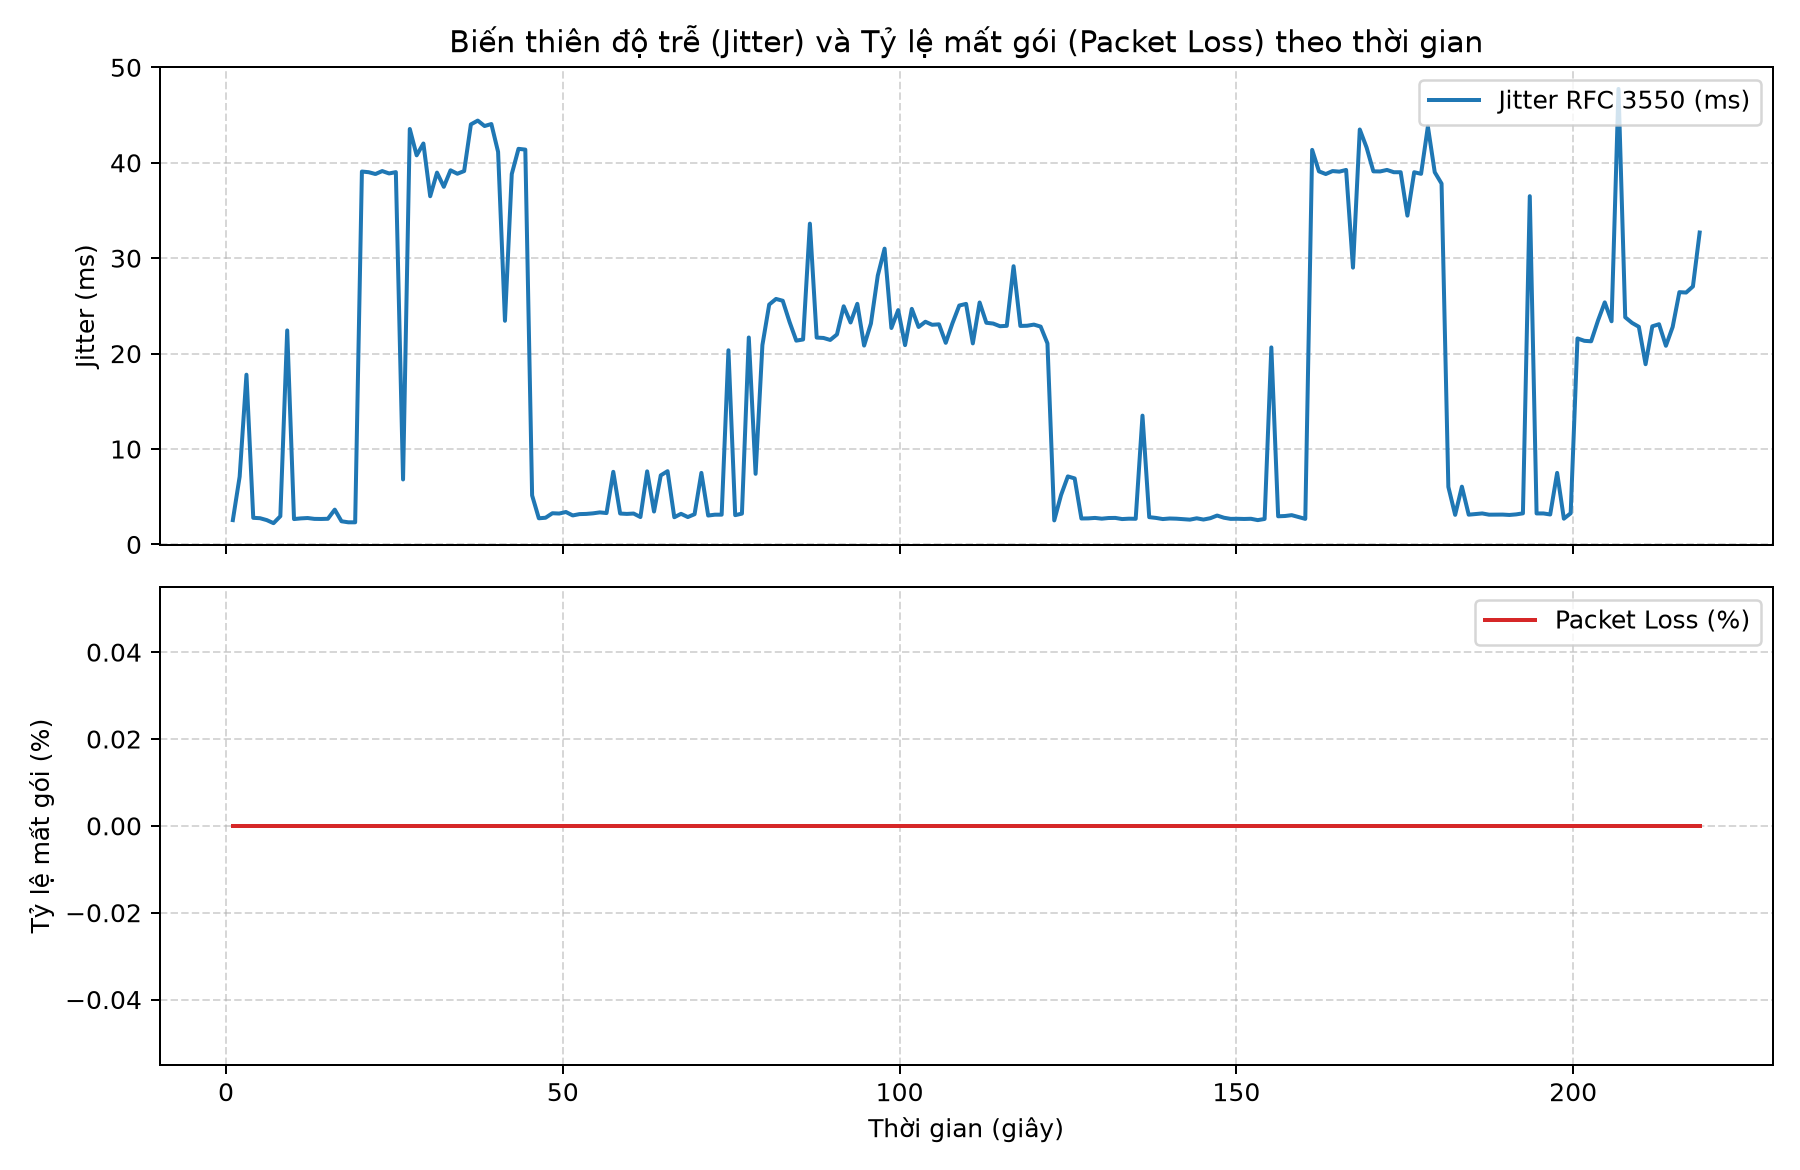 Biến thiên độ trễ (Jitter) và Tỷ lệ mất gói (Packet Loss) theo thời gian
50
40
30
20
10
0
Jitter (ms)
Jitter RFC 3550 (ms)
0.04
0.02
0.00
−0.02
−0.04
Tỷ lệ mất gói (%)
Packet Loss (%)
0
50
100
150
200
Thời gian (giây)